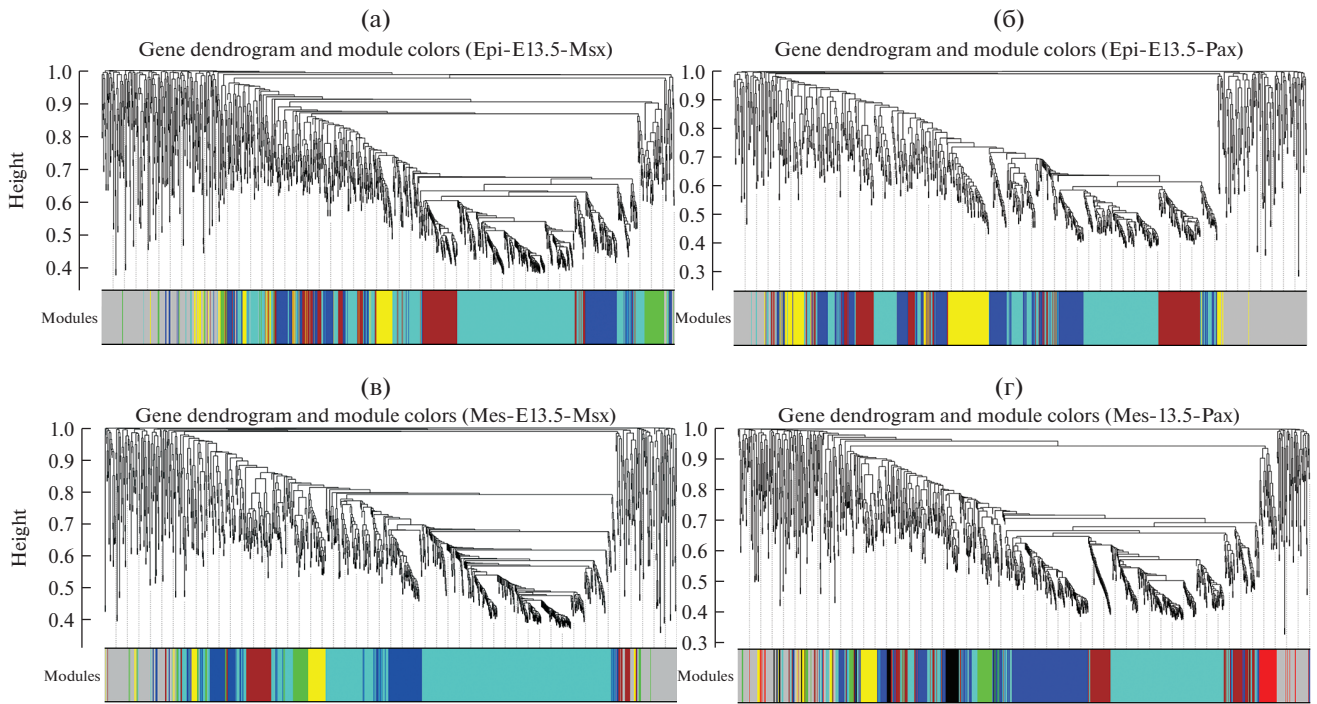 (а)
Gene dendrogram and module colors (Epi-E13.5-Msx)
1.0
0.9
0.8
0.7
0.6
0.5
0.4
Height
Modules
(б)
Gene dendrogram and module colors (Epi-E13.5-Pax)
1.0
0.9
0.8
0.7
0.6
0.5
0.4
0.3
Modules
(в)
Gene dendrogram and module colors (Mes-E13.5-Msx)
1.0
0.9
0.8
0.7
0.6
0.5
0.4
Height
Modules
(г)
Gene dendrogram and module colors (Mes-13.5-Pax)
1.0
0.9
0.8
0.7
0.6
0.5
0.4
0.3
Modules